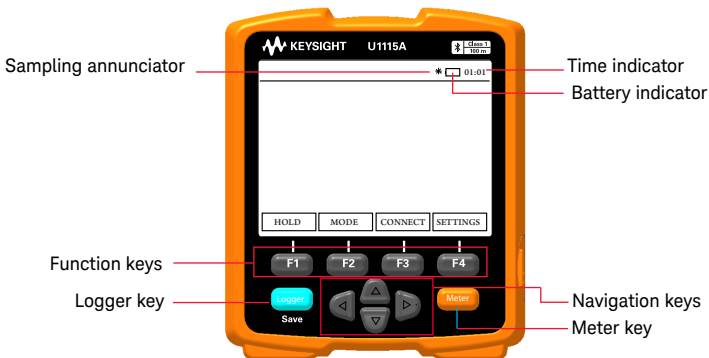 KEYSIGHT U1115A
Class 1
100 m
Sampling annunciator
01:01
Time indicator
Battery indicator
HOLD MODE CONNECT SETTINGS
Function keys
F1 F2 F3 F4
Logger key
Logger
Save
Meter
Navigation keys
Meter key